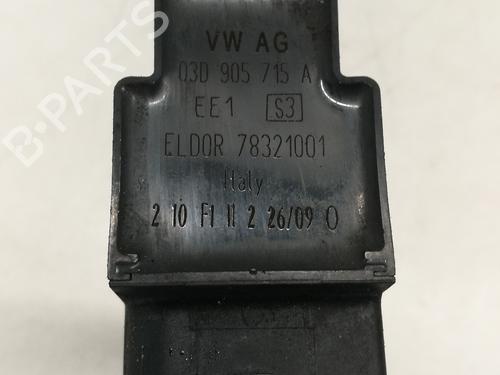 VW AG
03D 905 715 A
EE1 S3
ELDOR 78321001
Italy
2 10 F1 11 2 26/09 0
B-PARTS